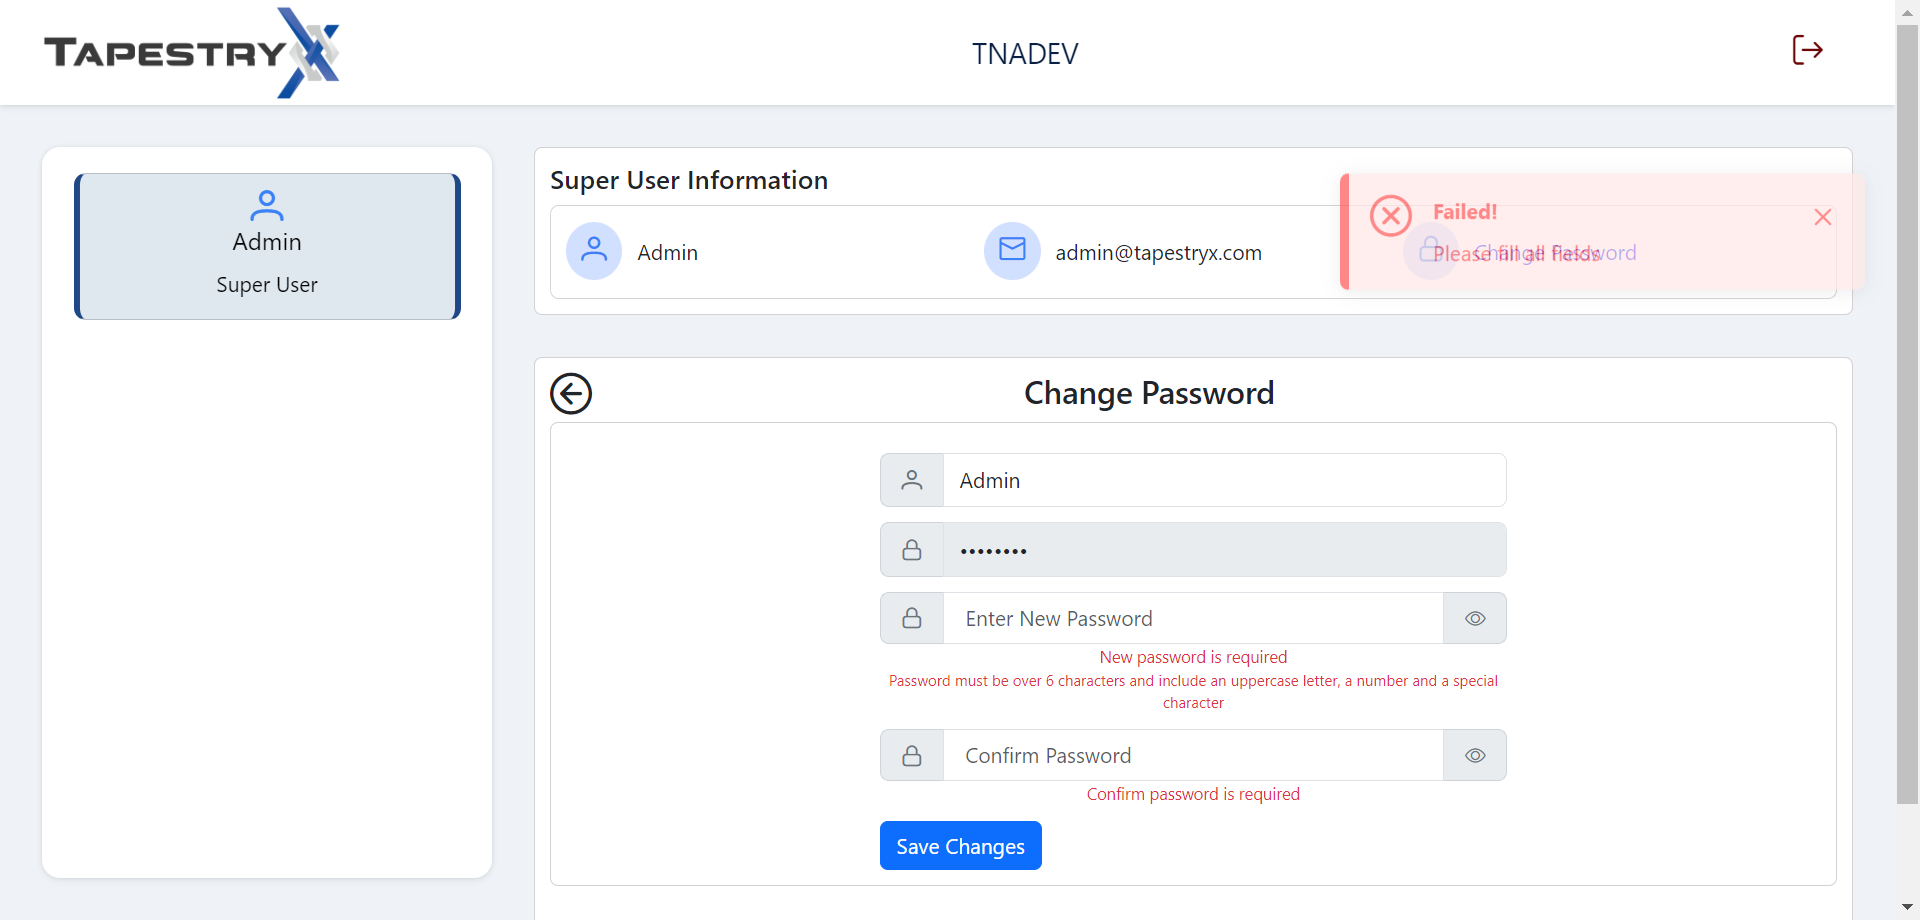 TAPESTRYX
TNADEV
Admin
Super User
Super User Information
Admin
admin@tapestryx.com
Change Password
Failed!
Please fill all fields
Change Password
Admin
••••••••
Enter New Password
New password is required
Password must be over 6 characters and include an uppercase letter, a number and a special
character
Confirm Password
Confirm password is required
Save Changes